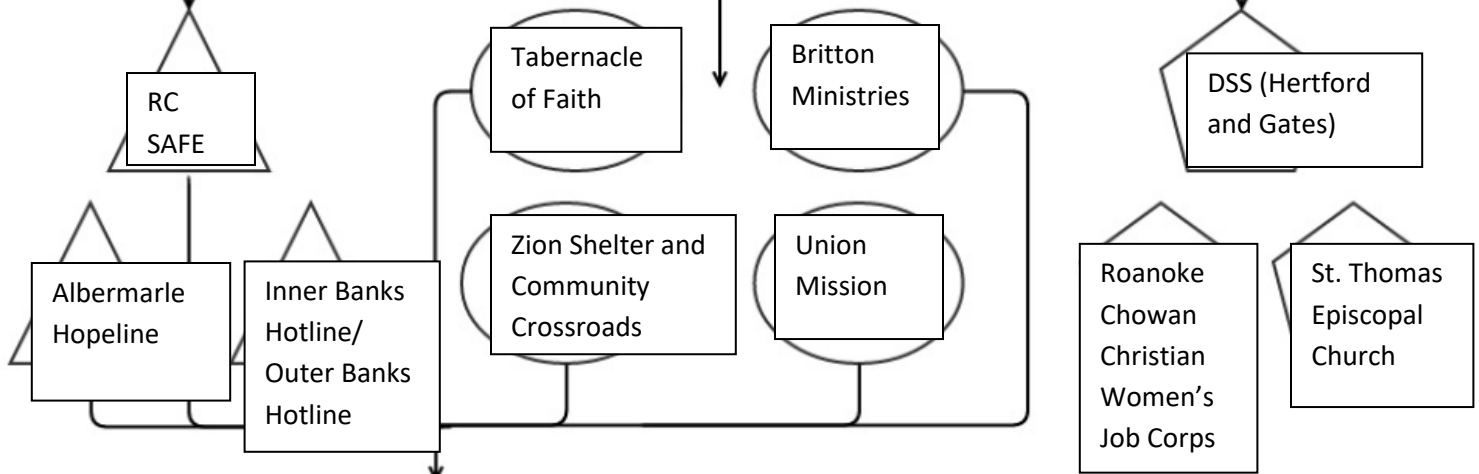 RC
SAFE
Tabernacle
of Faith
Britton
Ministries
DSS (Hertford
and Gates)
Albermarle
Hopeline
Inner Banks
Hotline/
Outer Banks
Hotline
Zion Shelter and
Community
Crossroads
Union
Mission
Roanoke
Chowan
Christian
Women’s
Job Corps
St. Thomas
Episcopal
Church